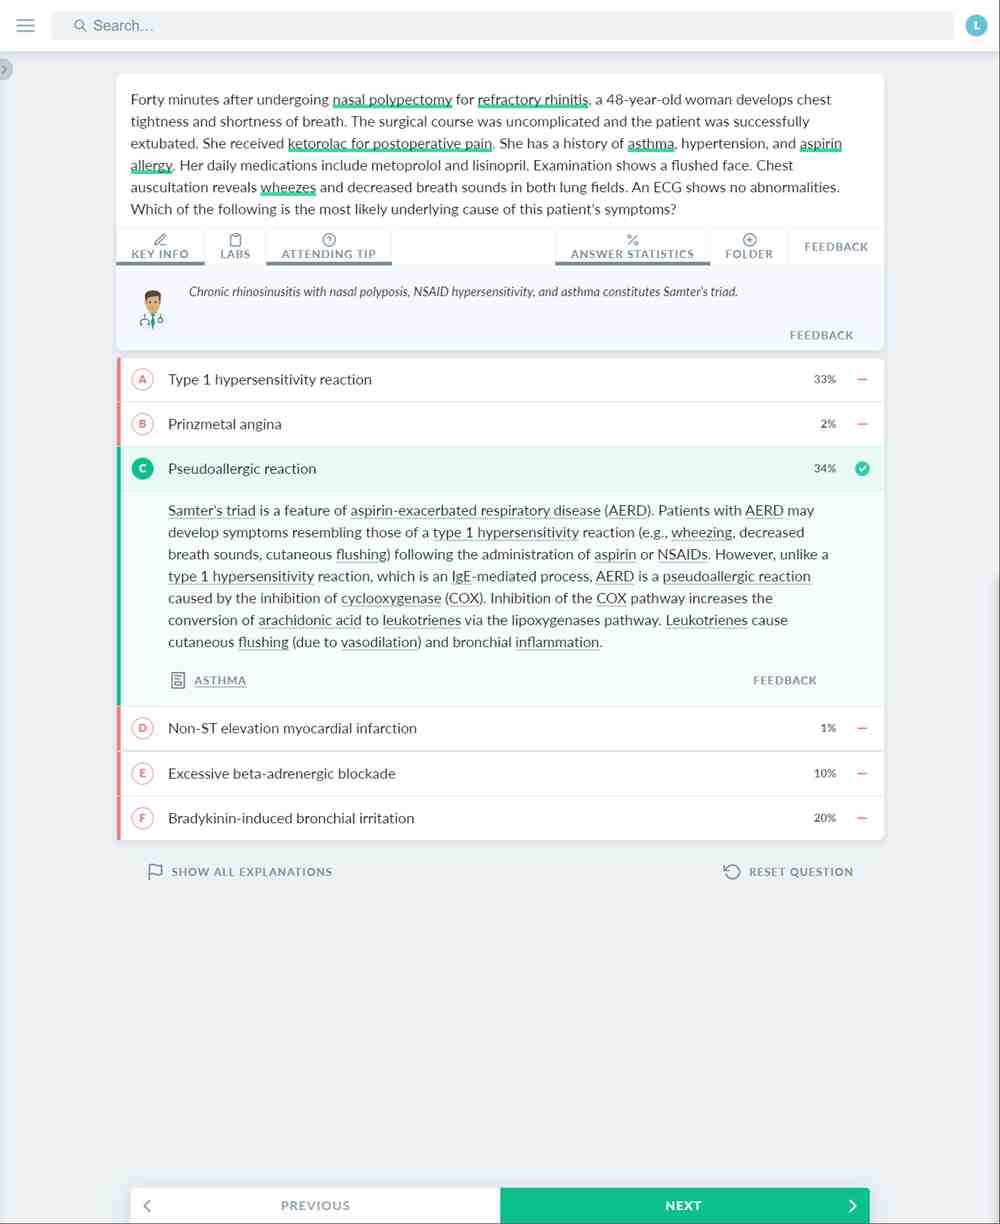 Search…
L
Forty minutes after undergoing nasal polypectomy for refractory rhinitis, a 48-year-old woman develops chest
tightness and shortness of breath. The surgical course was uncomplicated and the patient was successfully
extubated. She received ketorolac for postoperative pain. She has a history of asthma, hypertension, and aspirin
allergy. Her daily medications include metoprolol and lisinopril. Examination shows a flushed face. Chest
auscultation reveals wheezes and decreased breath sounds in both lung fields. An ECG shows no abnormalities.
Which of the following is the most likely underlying cause of this patient's symptoms?
KEY INFO LABS ATTENDING TIP ANSWER STATISTICS FOLDER FEEDBACK
Chronic rhinosinusitis with nasal polyposis, NSAID hypersensitivity, and asthma constitutes Samter's triad.
FEEDBACK
A Type 1 hypersensitivity reaction 33%
B Prinzmetal angina 2%
C Pseudoallergic reaction 34%
Samter's triad is a feature of aspirin-exacerbated respiratory disease (AERD). Patients with AERD may
develop symptoms resembling those of a type 1 hypersensitivity reaction (e.g., wheezing, decreased
breath sounds, cutaneous flushing) following the administration of aspirin or NSAIDs. However, unlike a
type 1 hypersensitivity reaction, which is an IgE-mediated process, AERD is a pseudoallergic reaction
caused by the inhibition of cyclooxygenase (COX). Inhibition of the COX pathway increases the
conversion of arachidonic acid to leukotrienes via the lipoxygenases pathway. Leukotrienes cause
cutaneous flushing (due to vasodilation) and bronchial inflammation.
ASTHMA FEEDBACK
D Non-ST elevation myocardial infarction 1%
E Excessive beta-adrenergic blockade 10%
F Bradykinin-induced bronchial irritation 20%
SHOW ALL EXPLANATIONS RESET QUESTION
PREVIOUS NEXT